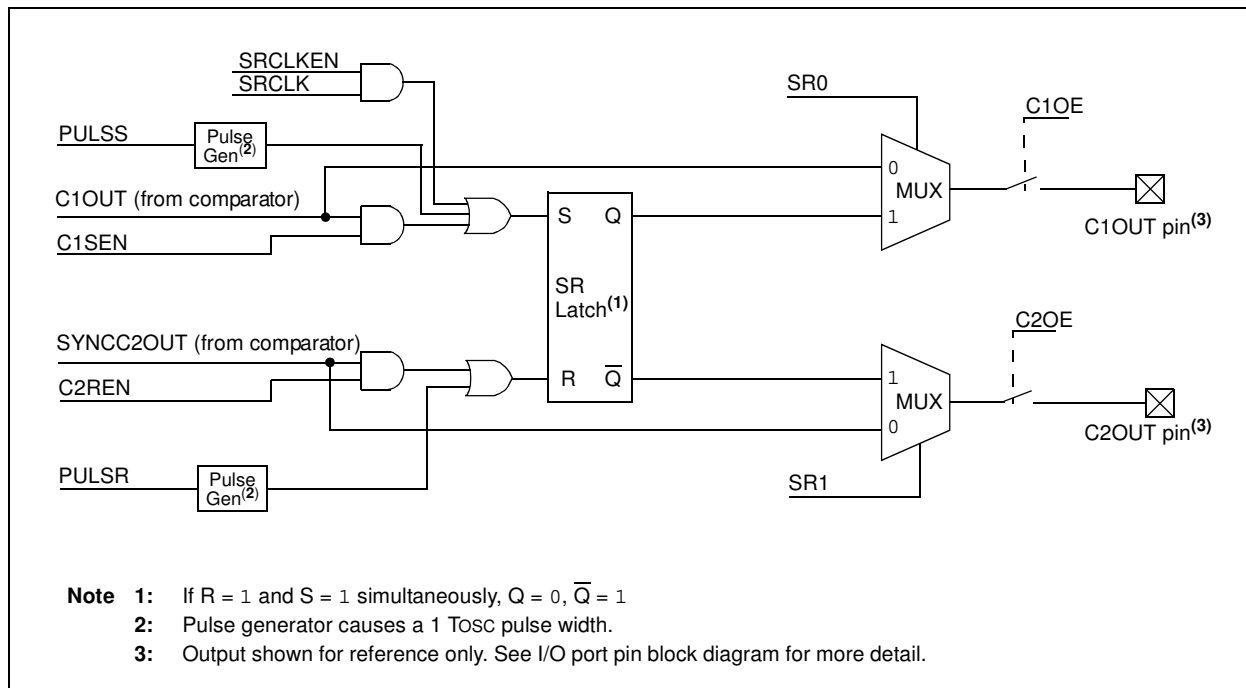 SRCLKEN
SRCLK
SR0
C1OE
PULSS
Pulse
Gen(2)
0
MUX
1
C1OUT (from comparator)
C1SEN
S Q
C1OUT pin(3)
SR
Latch(1)
C2OE
SYNCC2OUT (from comparator)
C2REN
R Q̅
1
MUX
0
C2OUT pin(3)
PULSR
Pulse
Gen(2)
SR1
Note 1: If R = 1 and S = 1 simultaneously, Q = 0, Q̅ = 1
2: Pulse generator causes a 1 TOSC pulse width.
3: Output shown for reference only. See I/O port pin block diagram for more detail.